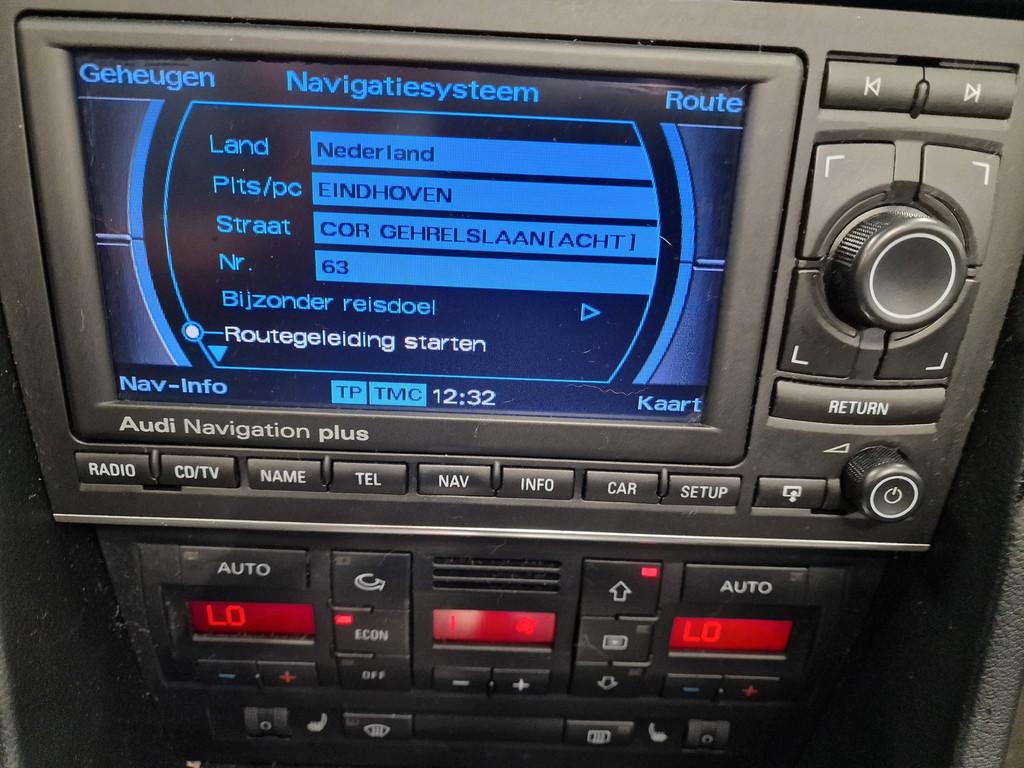 Geheugen Navigatiesysteem Route
Land Nederland
Plts/pc EINDHOVEN
Straat COR GEHRELSLAAN[ACHT]
Nr. 63
Bijzonder reisdoel
Routegeleiding starten
Nav-Info TP TMC 12:32 Kaart
RETURN
Audi Navigation plus
RADIO CD/TV NAME TEL NAV INFO CAR SETUP
AUTO AUTO
LO 1 LO
ECON
OFF